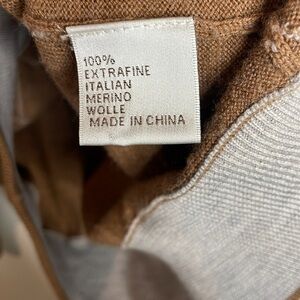 100%
EXTRAFINE
ITALIAN
MERINO
WOLLE
MADE IN CHINA